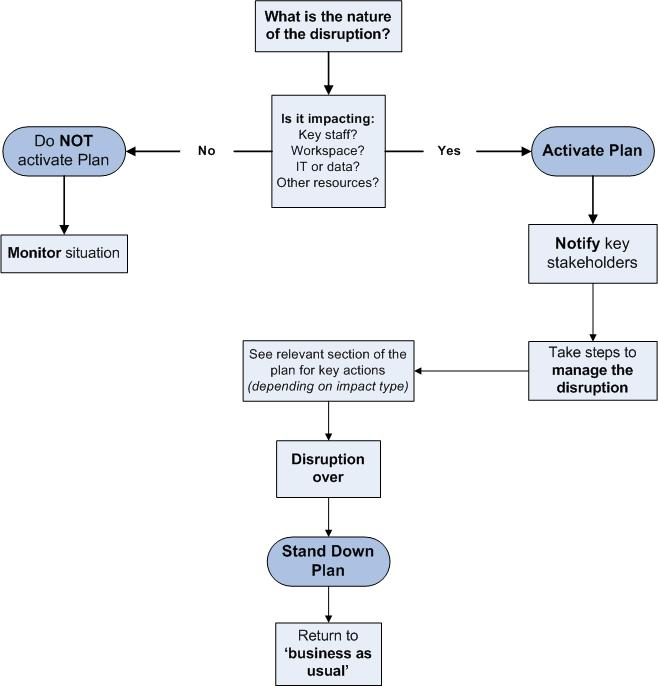 What is the nature
of the disruption?
Is it impacting:
Key staff?
Workspace?
IT or data?
Other resources?
No
Yes
Do NOT
activate Plan
Activate Plan
Monitor situation
Notify key
stakeholders
Take steps to
manage the
disruption
See relevant section of the
plan for key actions
(depending on impact type)
Disruption
over
Stand Down
Plan
Return to
‘business as
usual’